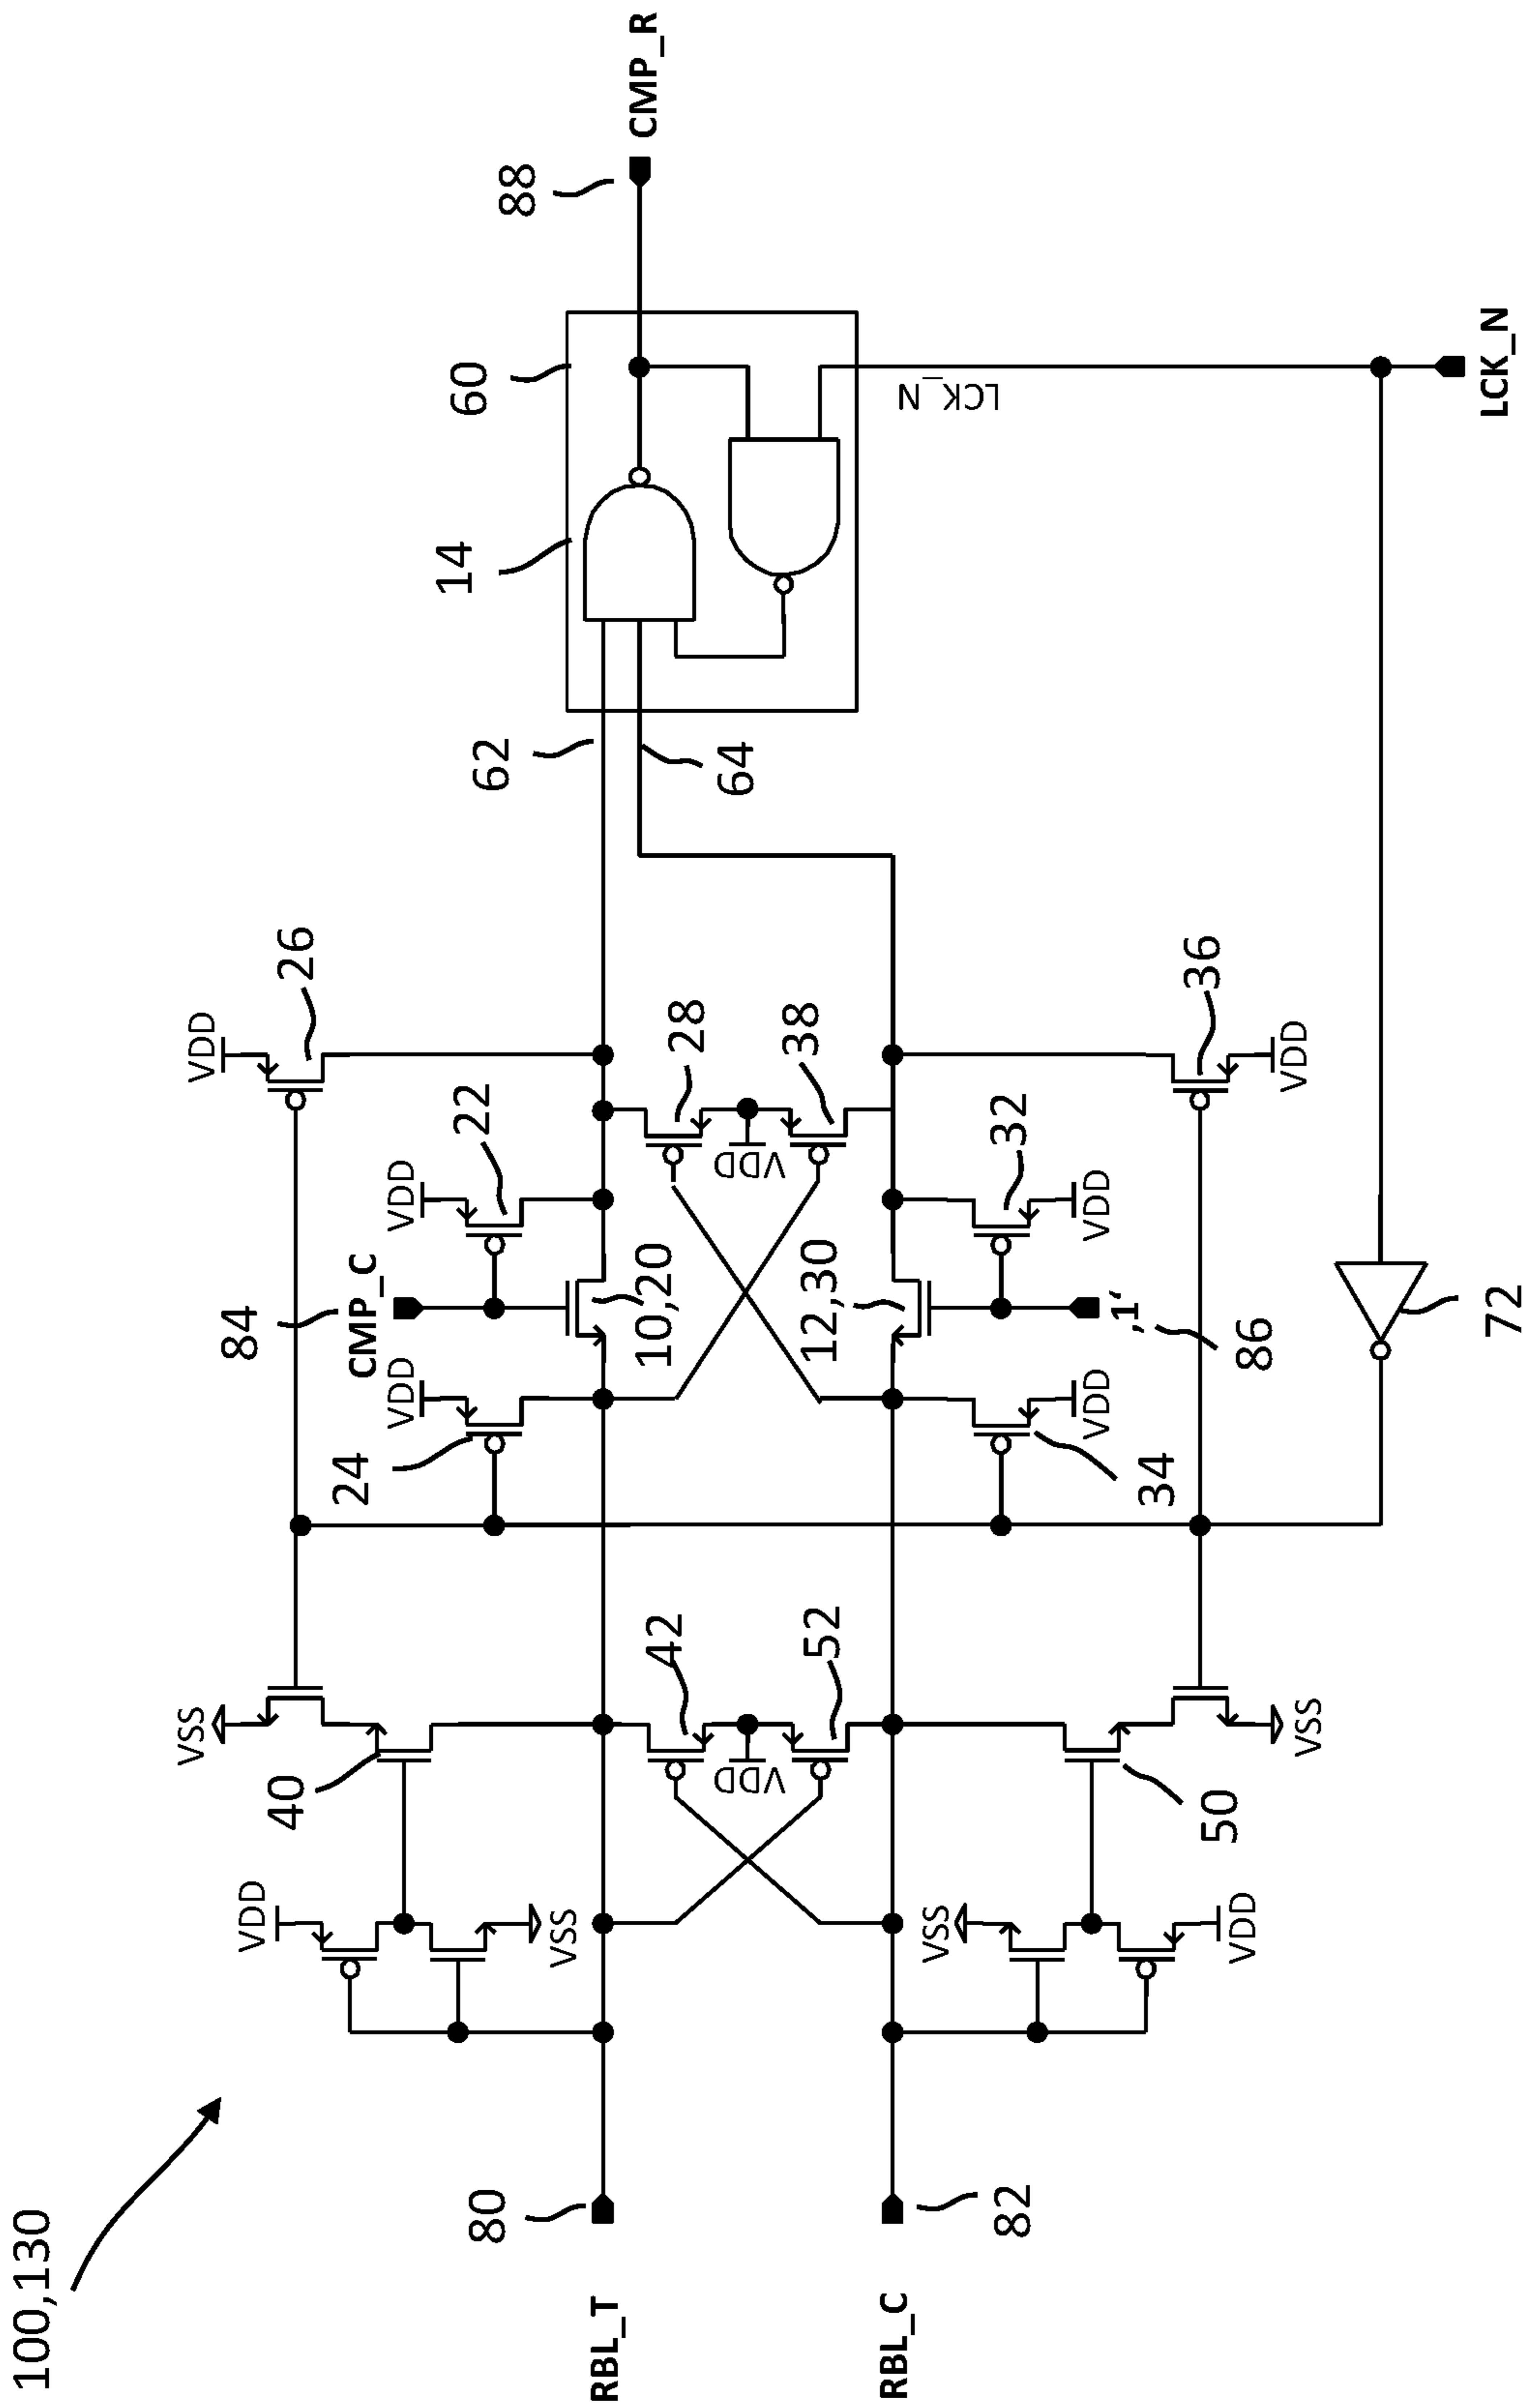 100,130
RBL_T
80
RBL_C
82
VDD
VSS
VSS
VDD
40
VSS
42
VDD
52
50
VSS
24
VDD
34
VDD
84
CMP_C
VDD
22
10,20
12,30
32
VDD
‚1‘
86
72
28
VDD
38
VDD
26
36
VDD
62
64
14
60
LCK_N
88
CMP_R
LCK_N